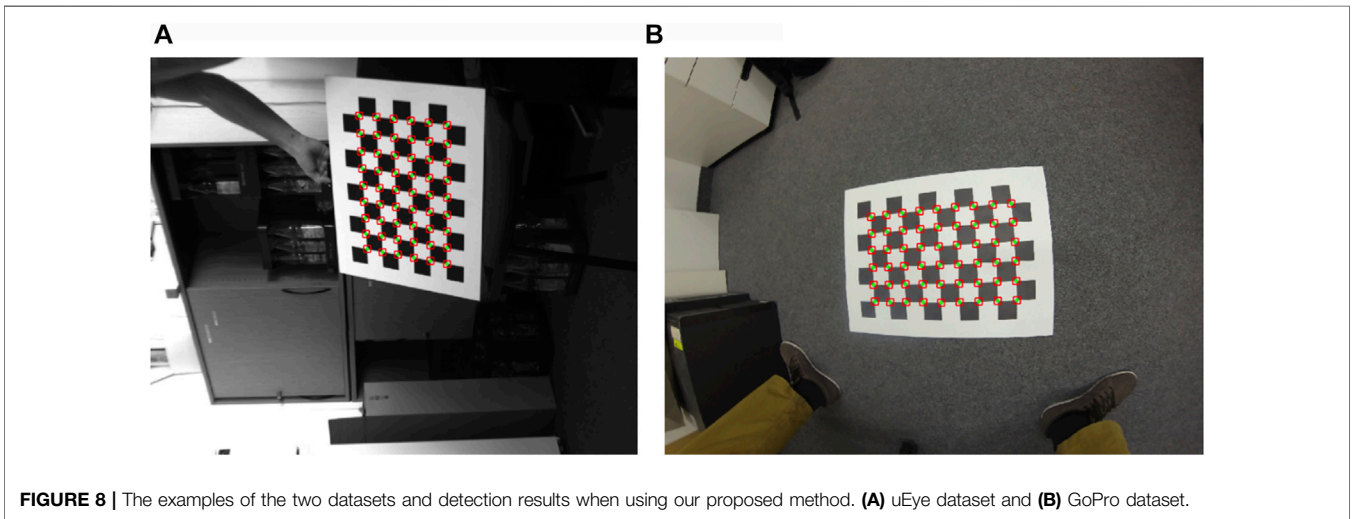 A
B
FIGURE 8 | The examples of the two datasets and detection results when using our proposed method. (A) uEye dataset and (B) GoPro dataset.